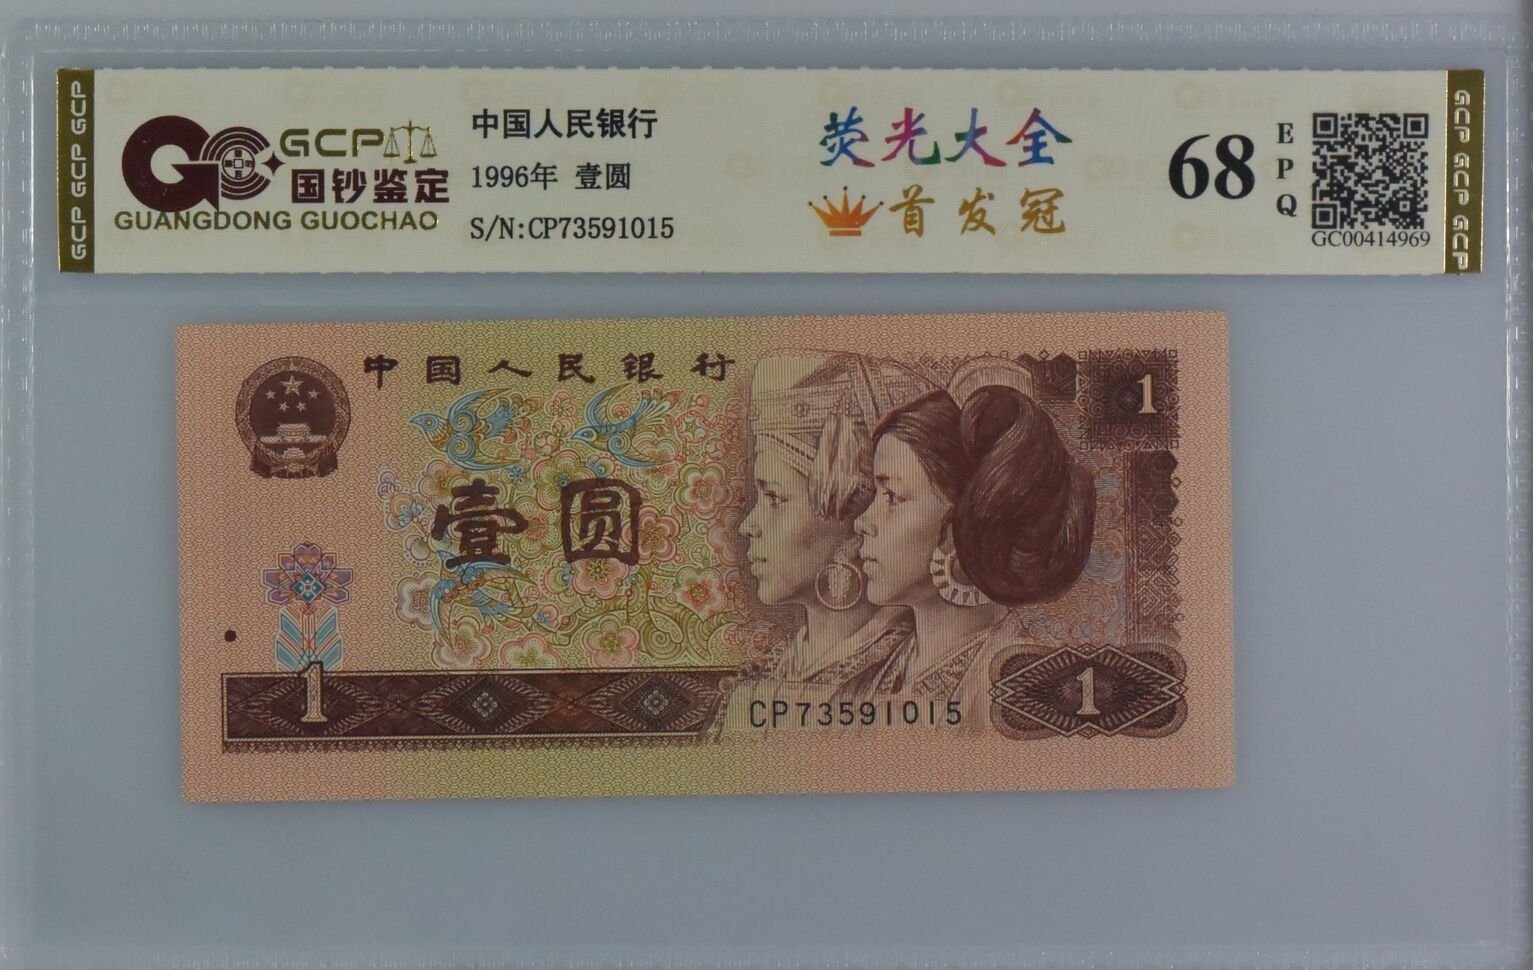 GCP GCP GCP
GCP
国钞鉴定
GUANGDONG GUOCHAO
中国人民银行
1996年 壹圆
S/N:CP73591015
荧光大全
首发冠
68
EPQ
GC00414969
GCP GCP GCP
中国人民银行
1
壹圆
1
CP73591015
1